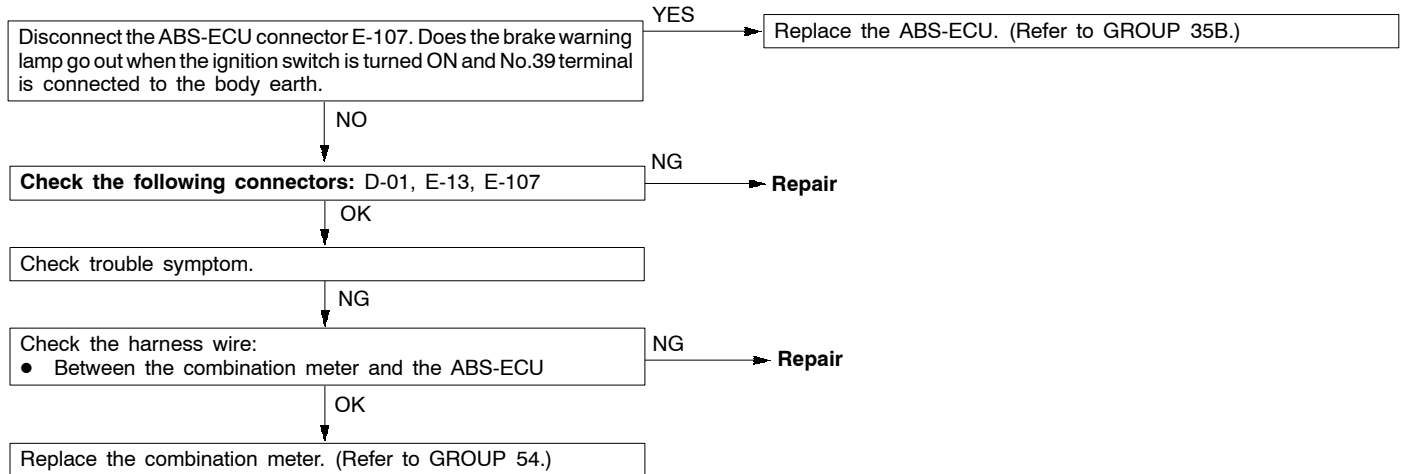 Disconnect the ABS-ECU connector E-107. Does the brake warning
lamp go out when the ignition switch is turned ON and No.39 terminal
is connected to the body earth.
YES
Replace the ABS-ECU. (Refer to GROUP 35B.)
NO
Check the following connectors: D-01, E-13, E-107
NG
Repair
OK
Check trouble symptom.
NG
Check the harness wire:
● Between the combination meter and the ABS-ECU
NG
Repair
OK
Replace the combination meter. (Refer to GROUP 54.)